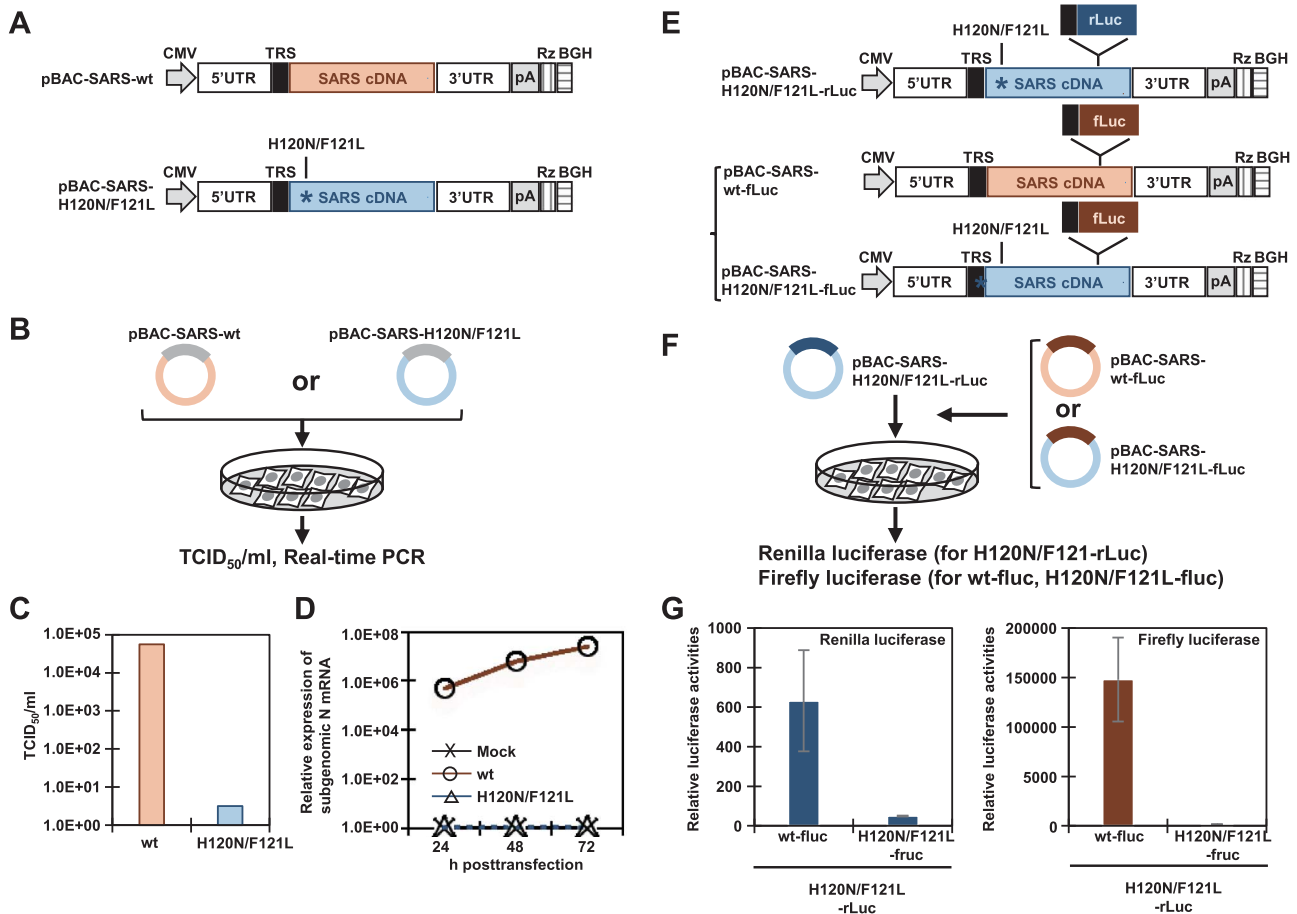 A
CMV
TRS
Rz BGH
pBAC-SARS-wt
5'UTR
SARS cDNA
3'UTR
pA
H120N/F121L
CMV
TRS
Rz BGH
pBAC-SARS-
H120N/F121L
5'UTR
* SARS cDNA
3'UTR
pA
B
pBAC-SARS-wt
or
pBAC-SARS-H120N/F121L
TCID50/ml, Real-time PCR
C
TCID50/ml
1.0E+05
1.0E+04
1.0E+03
1.0E+02
1.0E+01
1.0E+00
wt
H120N/F121L
D
Relative expression of
subgenomic N mRNA
1.0E+08
1.0E+06
1.0E+04
1.0E+02
1.0E+00
Mock
wt
H120N/F121L
24
48
72
h posttransfection
E
rLuc
H120N/F121L
CMV
TRS
Rz BGH
pBAC-SARS-
H120N/F121L-rLuc
5'UTR
* SARS cDNA
3'UTR
pA
fLuc
CMV
TRS
Rz BGH
pBAC-SARS-
wt-fLuc
5'UTR
SARS cDNA
3'UTR
pA
fLuc
H120N/F121L
CMV
TRS
Rz BGH
pBAC-SARS-
H120N/F121L-fLuc
5'UTR
* SARS cDNA
3'UTR
pA
F
pBAC-SARS-
H120N/F121L-rLuc
pBAC-SARS-
wt-fLuc
or
pBAC-SARS-
H120N/F121L-fLuc
Renilla luciferase (for H120N/F121-rLuc)
Firefly luciferase (for wt-fluc, H120N/F121L-fluc)
G
Relative luciferase activities
1000
800
600
400
200
0
Renilla luciferase
wt-fluc
H120N/F121L
-fruc
H120N/F121L
-rLuc
Relative luciferase activities
200000
150000
100000
50000
0
Firefly luciferase
wt-fluc
H120N/F121L
-fruc
H120N/F121L
-rLuc